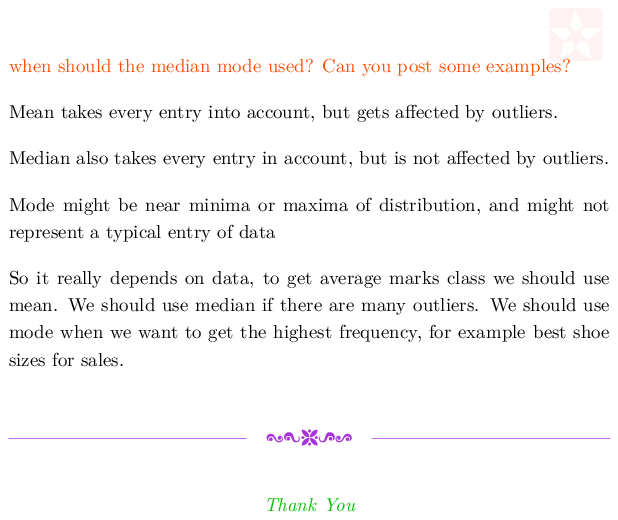 when should the median mode used? Can you post some examples?
Mean takes every entry into account, but gets affected by outliers.
Median also takes every entry in account, but is not affected by outliers.
Mode might be near minima or maxima of distribution, and might not
represent a typical entry of data
So it really depends on data, to get average marks class we should use
mean. We should use median if there are many outliers. We should use
mode when we want to get the highest frequency, for example best shoe
sizes for sales.
Thank You